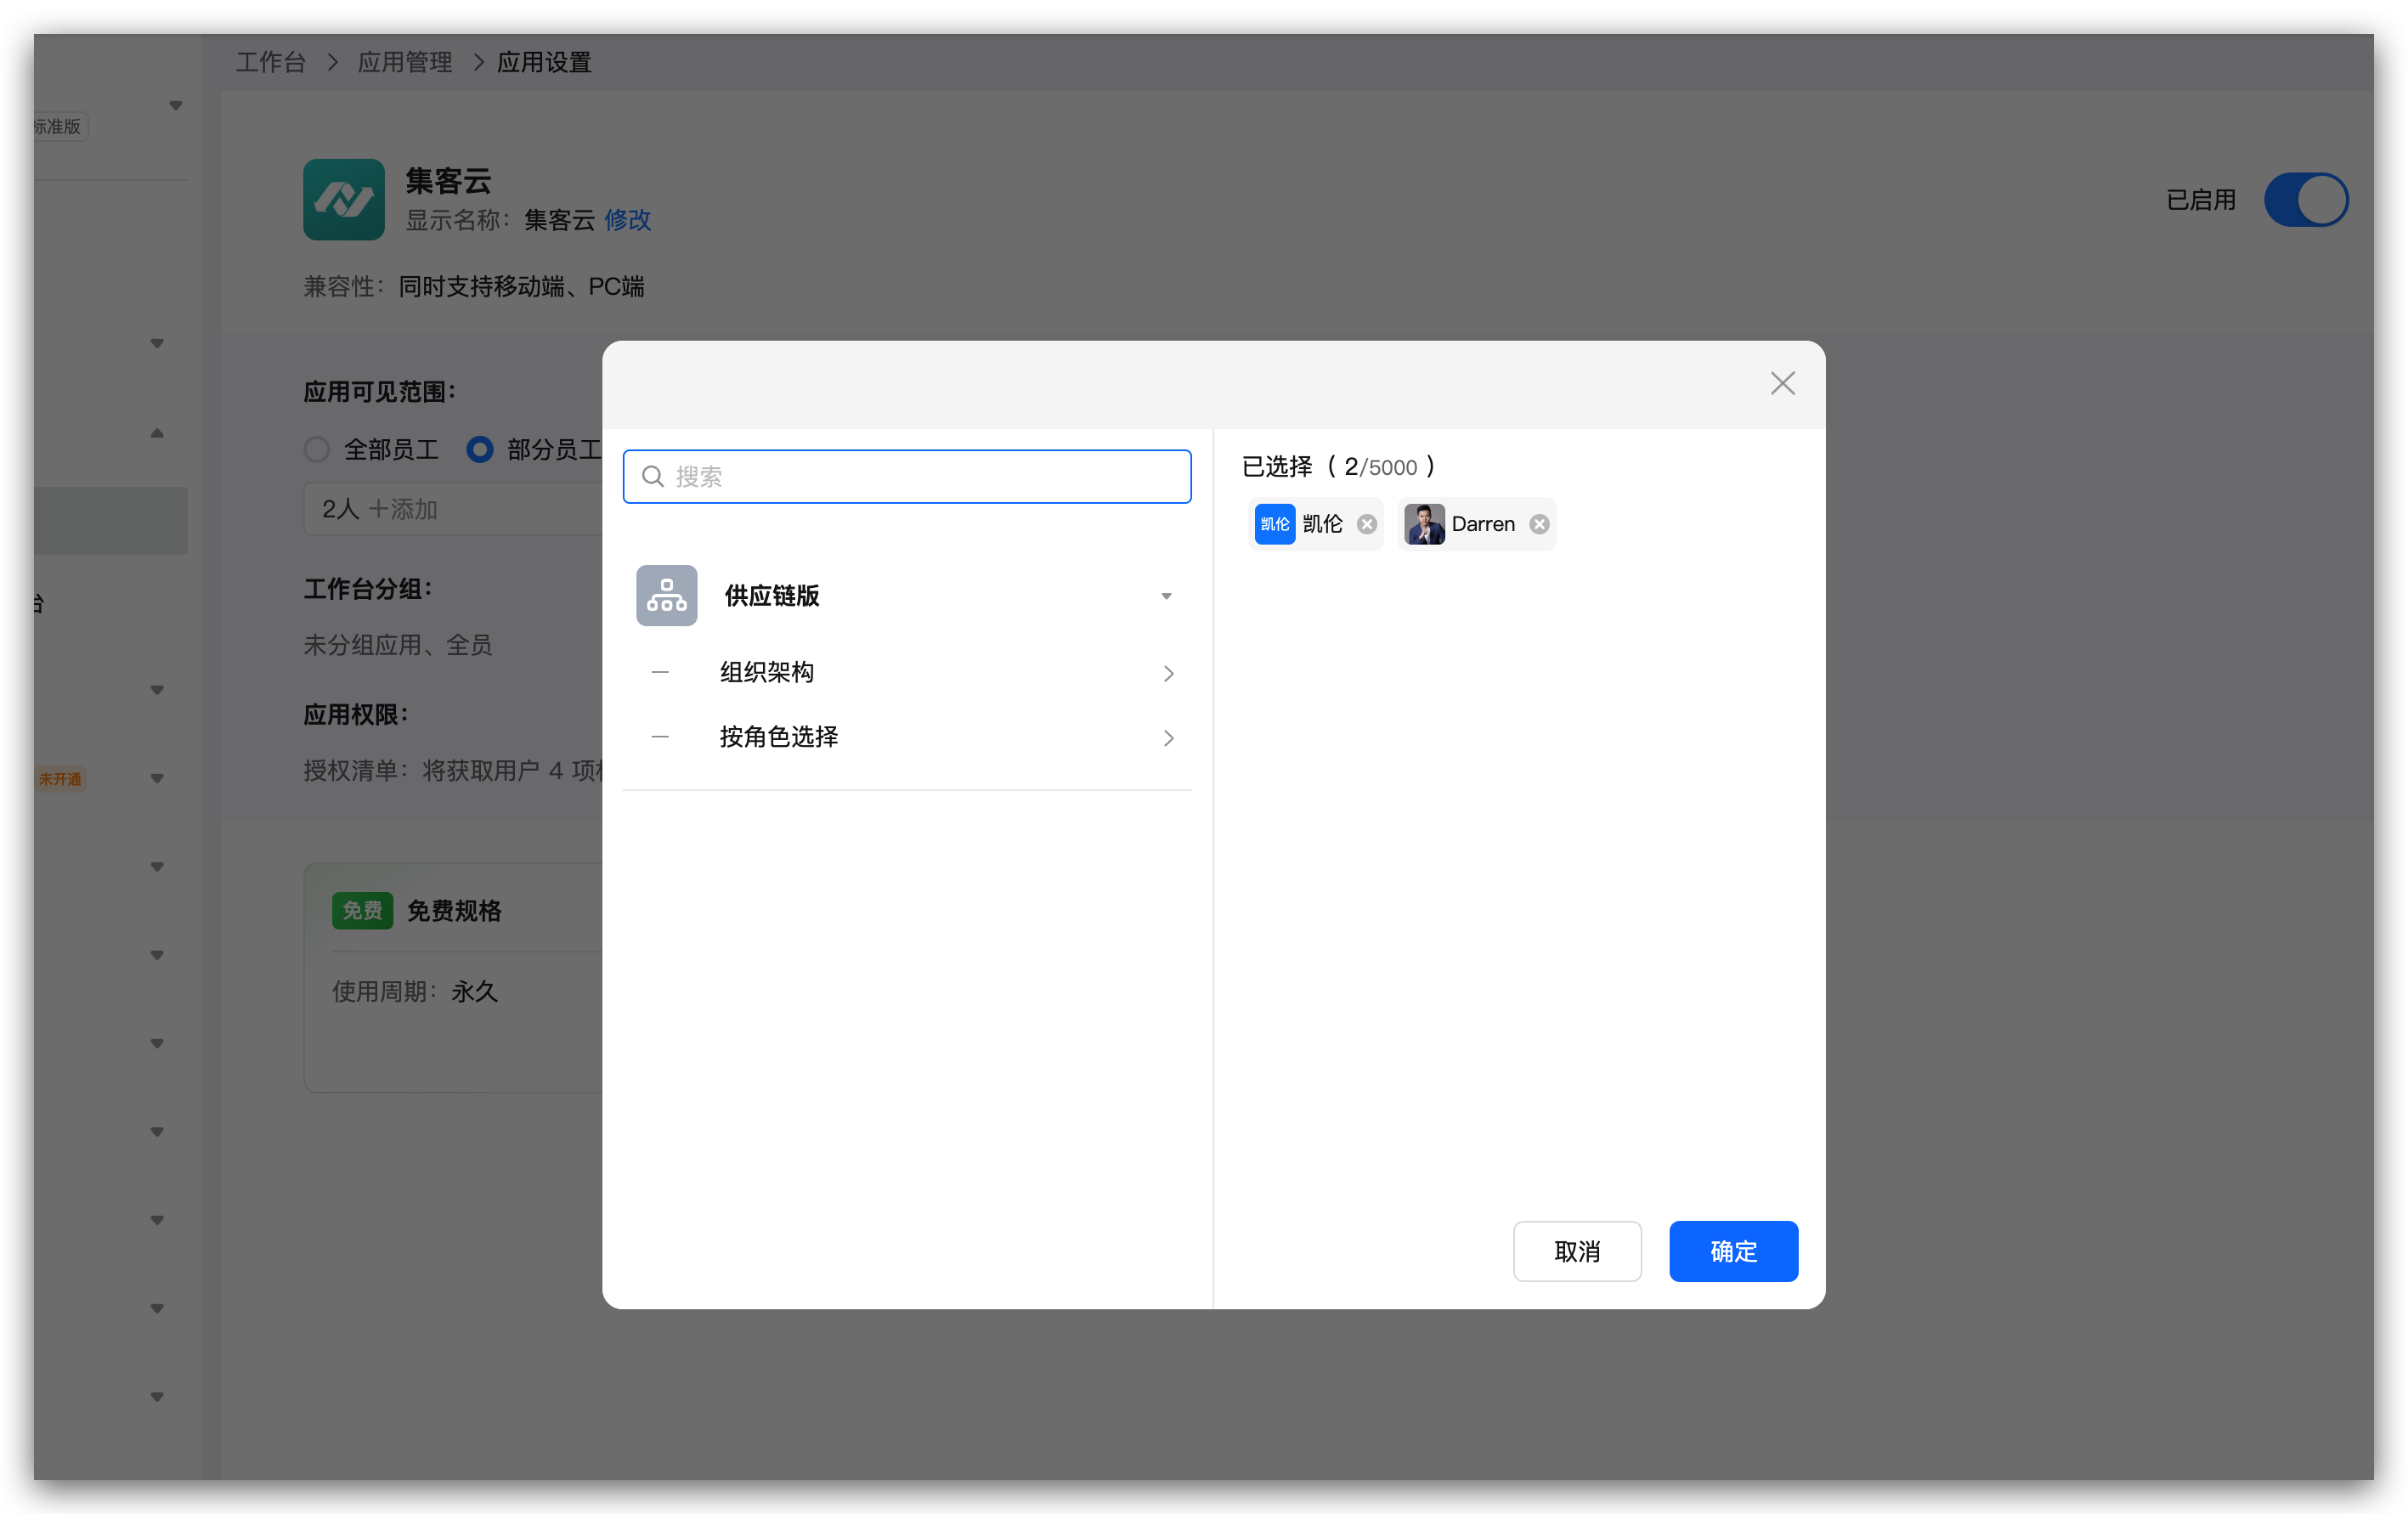 工作台 > 应用管理 > 应用设置
标准版
集客云
显示名称：集客云 修改
已启用
兼容性：同时支持移动端、PC端
应用可见范围：
全部员工 部分员工
2人 +添加
工作台分组：
未分组应用、全员
应用权限：
授权清单：将获取用户 4 项
未开通
台
免费 免费规格
使用周期：永久
搜索
供应链版
组织架构
按角色选择
已选择（2/5000）
凯伦 凯伦 Darren
取消 确定